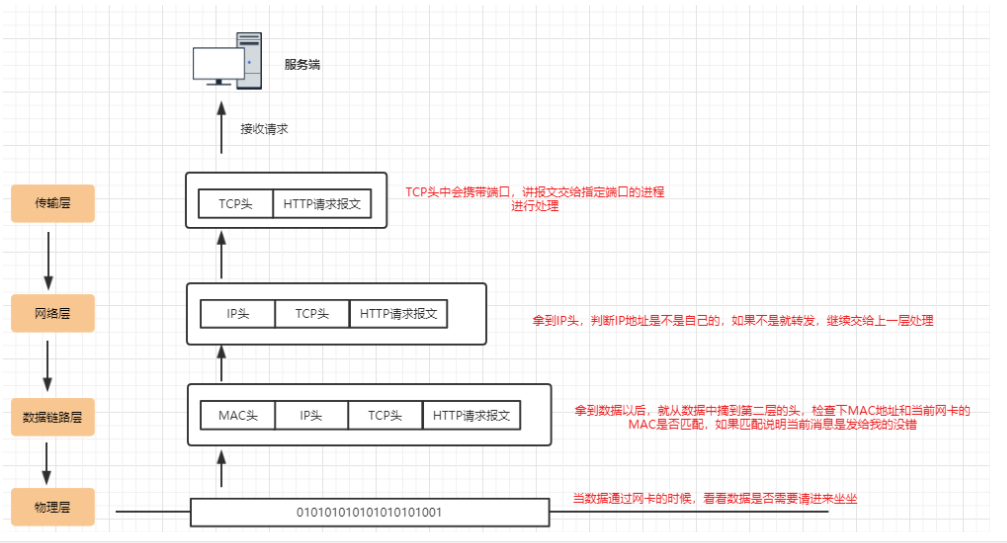 服务端
接收请求
传输层
TCP头
HTTP请求报文
TCP头中会携带端口，讲报文交给指定端口的进程
进行处理
网络层
IP头
TCP头
HTTP请求报文
拿到IP头，判断IP地址是不是自己的，如果不是就转发，继续交给上一层处理
数据链路层
MAC头
IP头
TCP头
HTTP请求报文
拿到数据以后，就从数据中摘到第二层的头，检查下MAC地址和当前网卡的
MAC是否匹配，如果匹配说明当前消息是发给我的没错
物理层
010101010101010101001
当数据通过网卡的时候，看看数据是否需要请进来坐坐